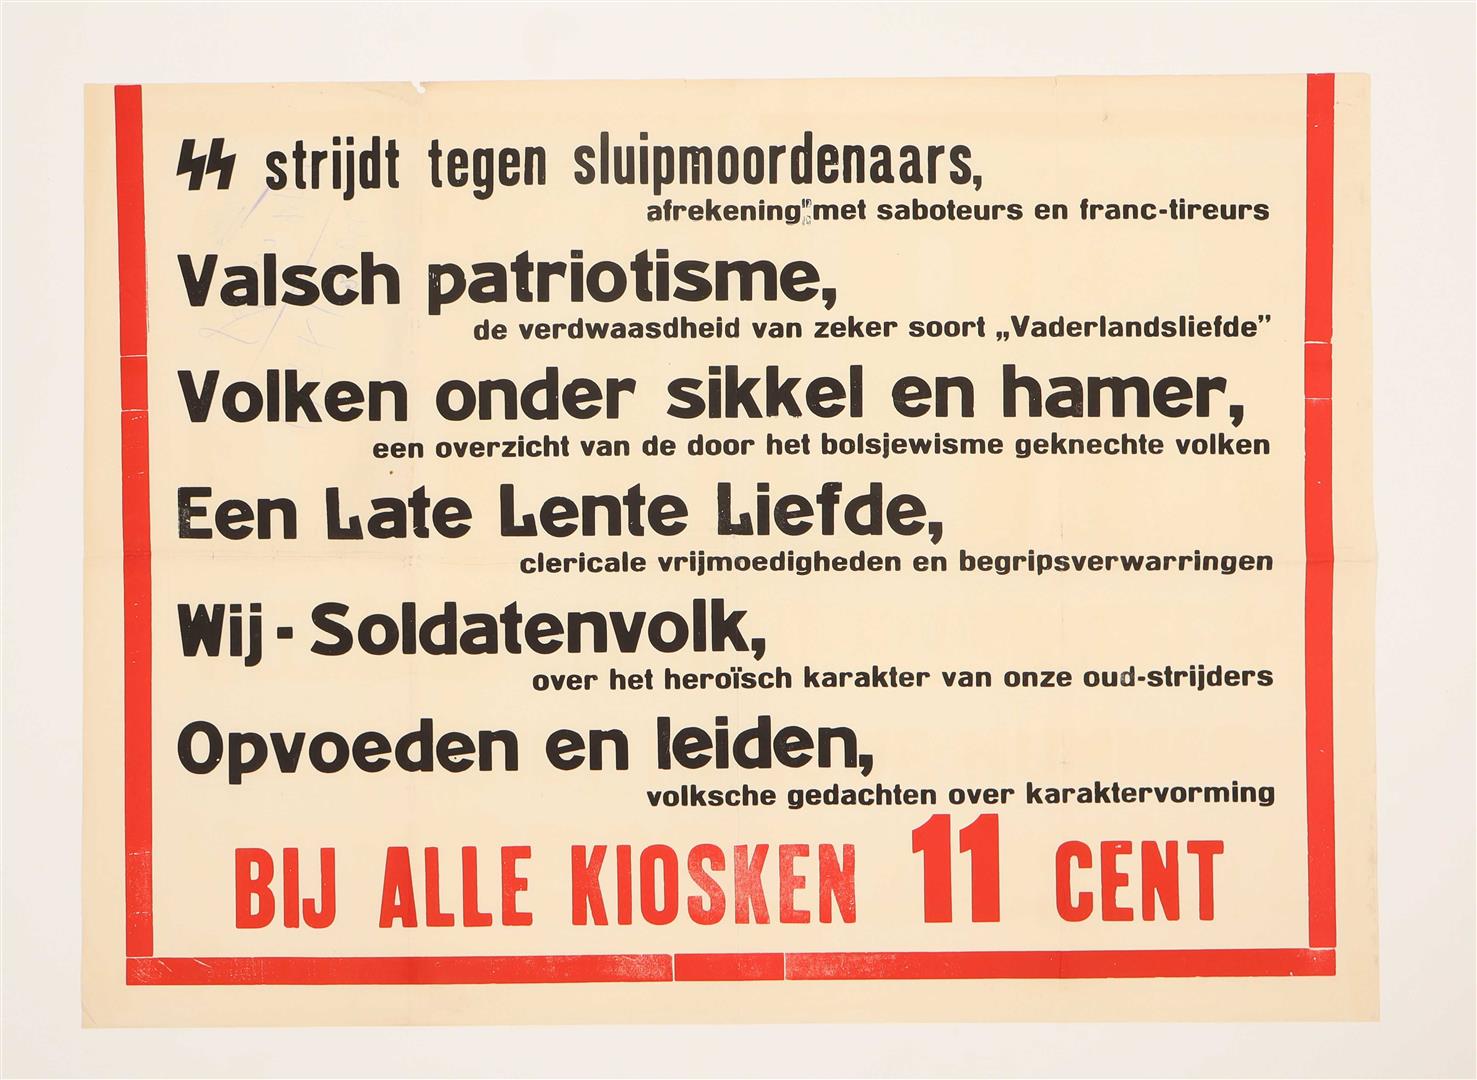 ᛋᛋ strijdt tegen sluipmoordenaars,
afrekening met saboteurs en franc-tireurs
Valsch patriotisme,
de verdwaasdheid van zeker soort „Vaderlandsliefde”
Volken onder sikkel en hamer,
een overzicht van de door het bolsjewisme geknechte volken
Een Late Lente Liefde,
clericale vrijmoedigheden en begripsverwarringen
Wij - Soldatenvolk,
over het heroïsch karakter van onze oud-strijders
Opvoeden en leiden,
volksche gedachten over karaktervorming
BIJ ALLE KIOSKEN 11 CENT